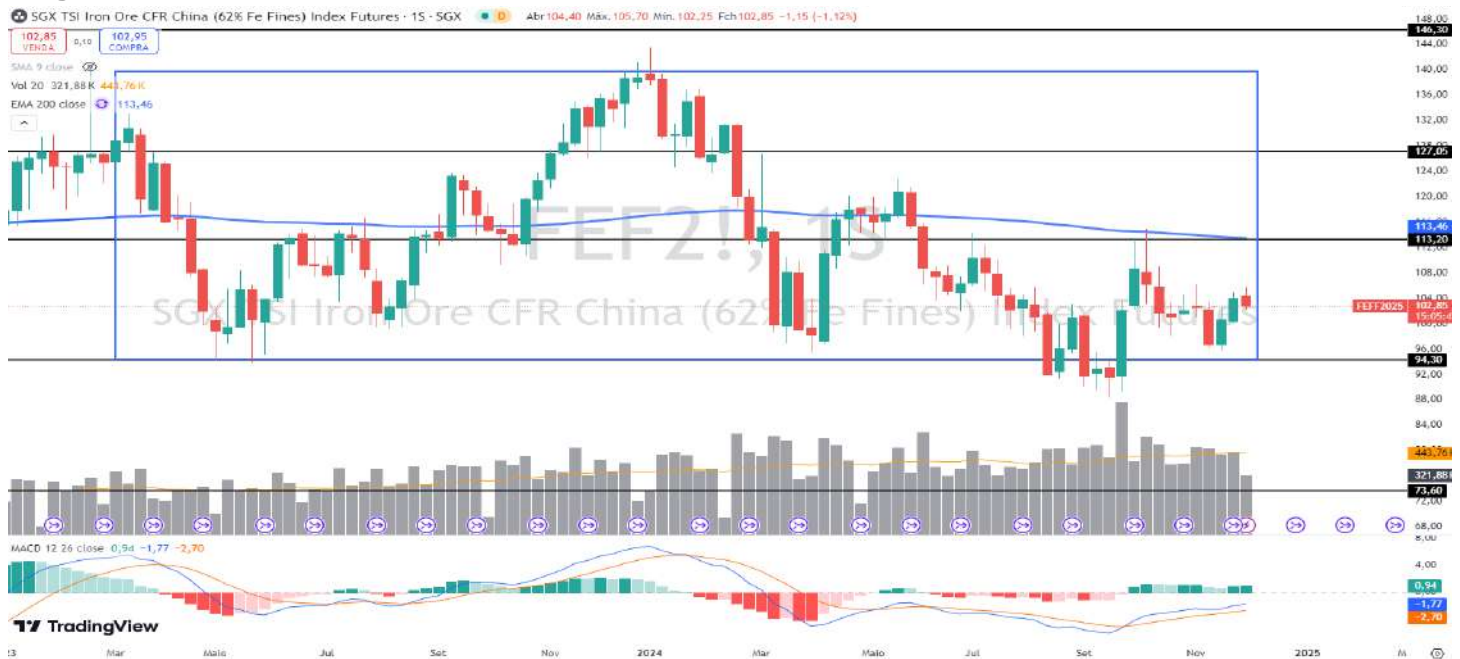 SGX TSI Iron Ore CFR China (62% Fe Fines) Index Futures · 1S · SGX D Abr104,40 Máx.105,70 Mín.102,25 Fch102,85 −1,15 (−1,12%)
102,85 0,10 102,95
VENDA COMPRA
SMA 9 close
Vol 20 321,88 K 443,76 K
EMA 200 close 113,46
FEF2!, 1S
SGX TSI Iron Ore CFR China (62% Fe Fines) Index Futures
148,00
146,30
144,00
140,00
136,00
132,00
127,05
124,00
120,00
113,46
113,20
108,00
104,00
FEFF2025 102,85
100,00
96,00
94,30
92,00
88,00
84,00
443,76
321,88
73,60
72,00
68,00
MACD 12 26 close 0,94 −1,77 −2,70
8,00
4,00
0,94
−1,77
−2,70
TradingView
Mar Maio Jul Set Nov 2024 Mar Maio Jul Set Nov 2025 M